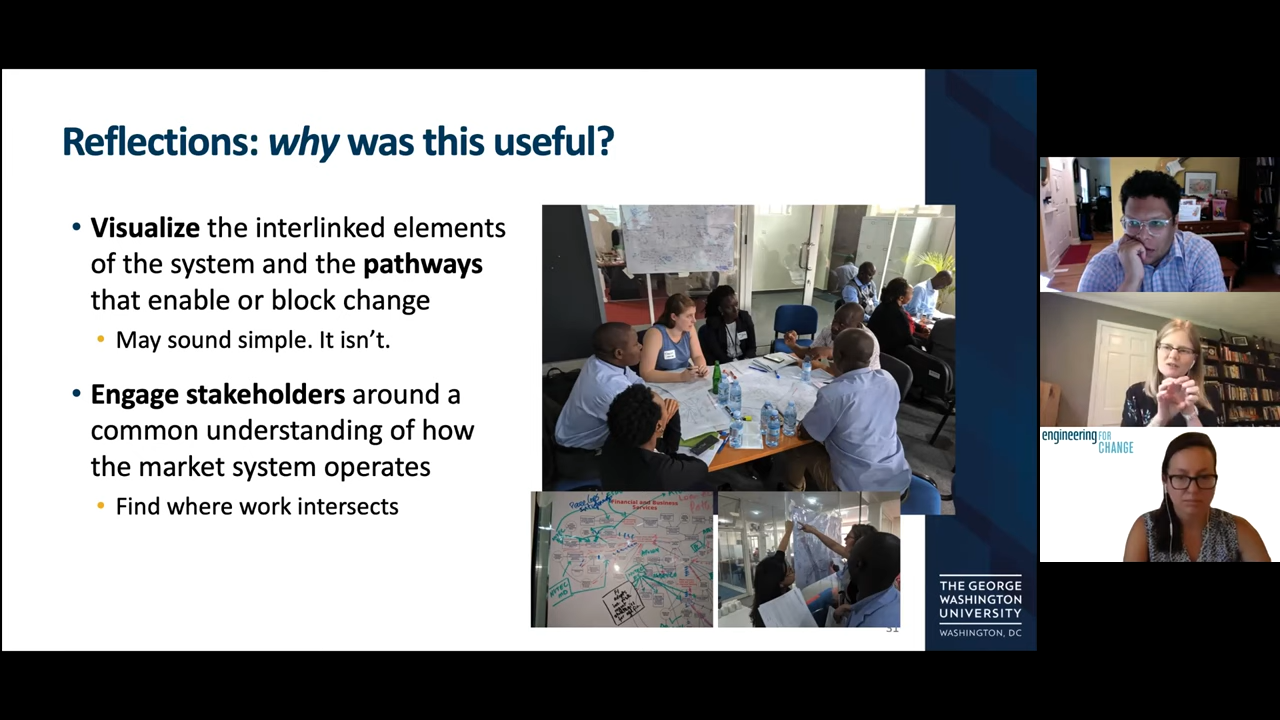 Reflections: why was this useful?
• Visualize the interlinked elements
of the system and the pathways
that enable or block change
• May sound simple. It isn't.
• Engage stakeholders around a
common understanding of how
the market system operates
• Find where work intersects
Financial and Business
Services
31
THE GEORGE
WASHINGTON
UNIVERSITY
WASHINGTON, DC
engineering FOR
CHANGE